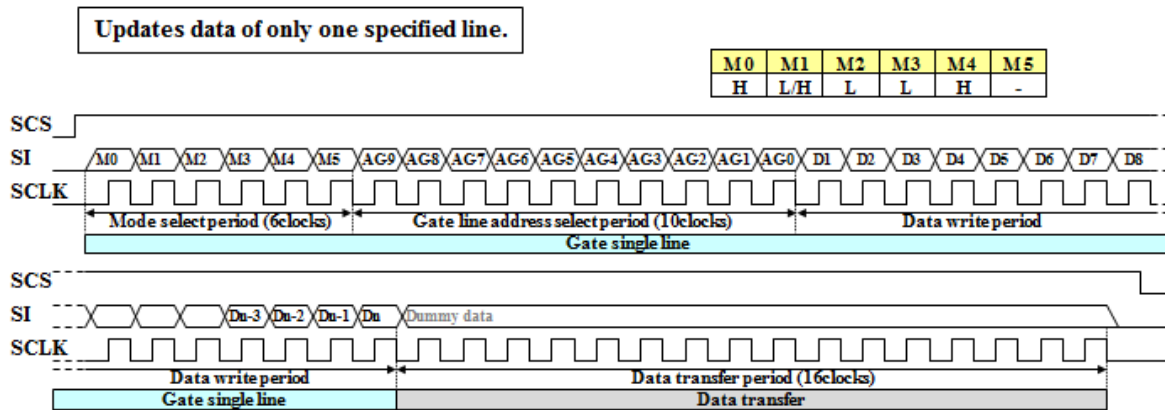 Updates data of only one specified line.
M0 M1 M2 M3 M4 M5
H L/H L L H -
SCS
SI M0 M1 M2 M3 M4 M5 AG9 AG8 AG7 AG6 AG5 AG4 AG3 AG2 AG1 AG0 D1 D2 D3 D4 D5 D6 D7 D8
SCLK
Mode select period (6clocks) Gate line address select period (10clocks) Data write period
Gate single line
SCS
SI Dn-3 Dn-2 Dn-1 Dn Dummy data
SCLK
Data write period Data transfer period (16clocks)
Gate single line Data transfer